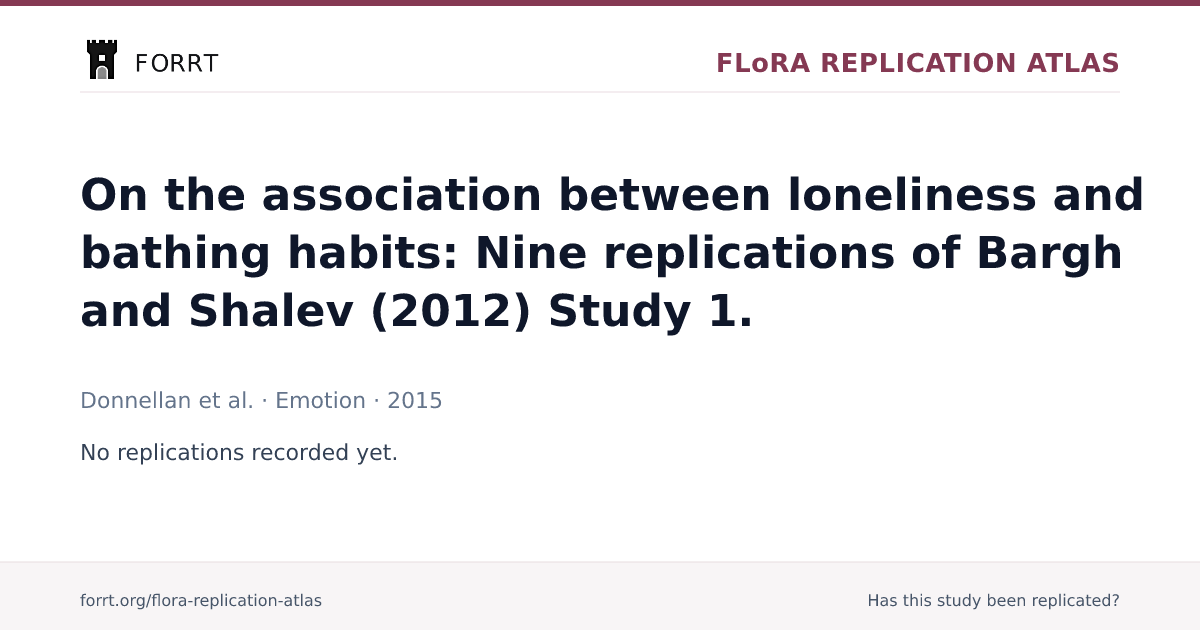 FORRT
FLoRA REPLICATION ATLAS
On the association between loneliness and
bathing habits: Nine replications of Bargh
and Shalev (2012) Study 1.
Donnellan et al. · Emotion · 2015
No replications recorded yet.
forrt.org/flora-replication-atlas
Has this study been replicated?